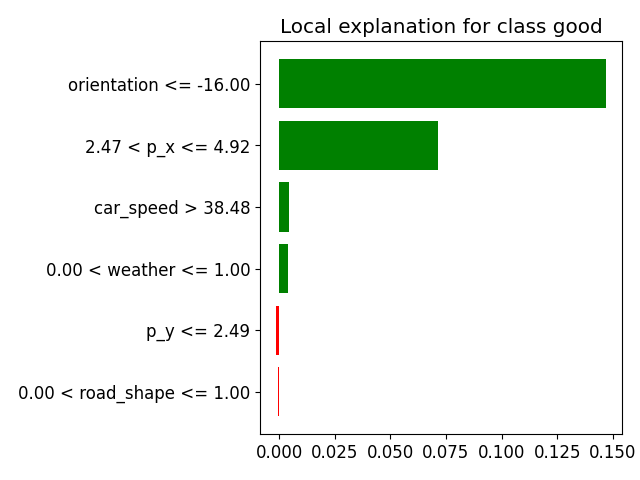 Local explanation for class good
orientation <= -16.00
2.47 < p_x <= 4.92
car_speed > 38.48
0.00 < weather <= 1.00
p_y <= 2.49
0.00 < road_shape <= 1.00
0.000 0.025 0.050 0.075 0.100 0.125 0.150